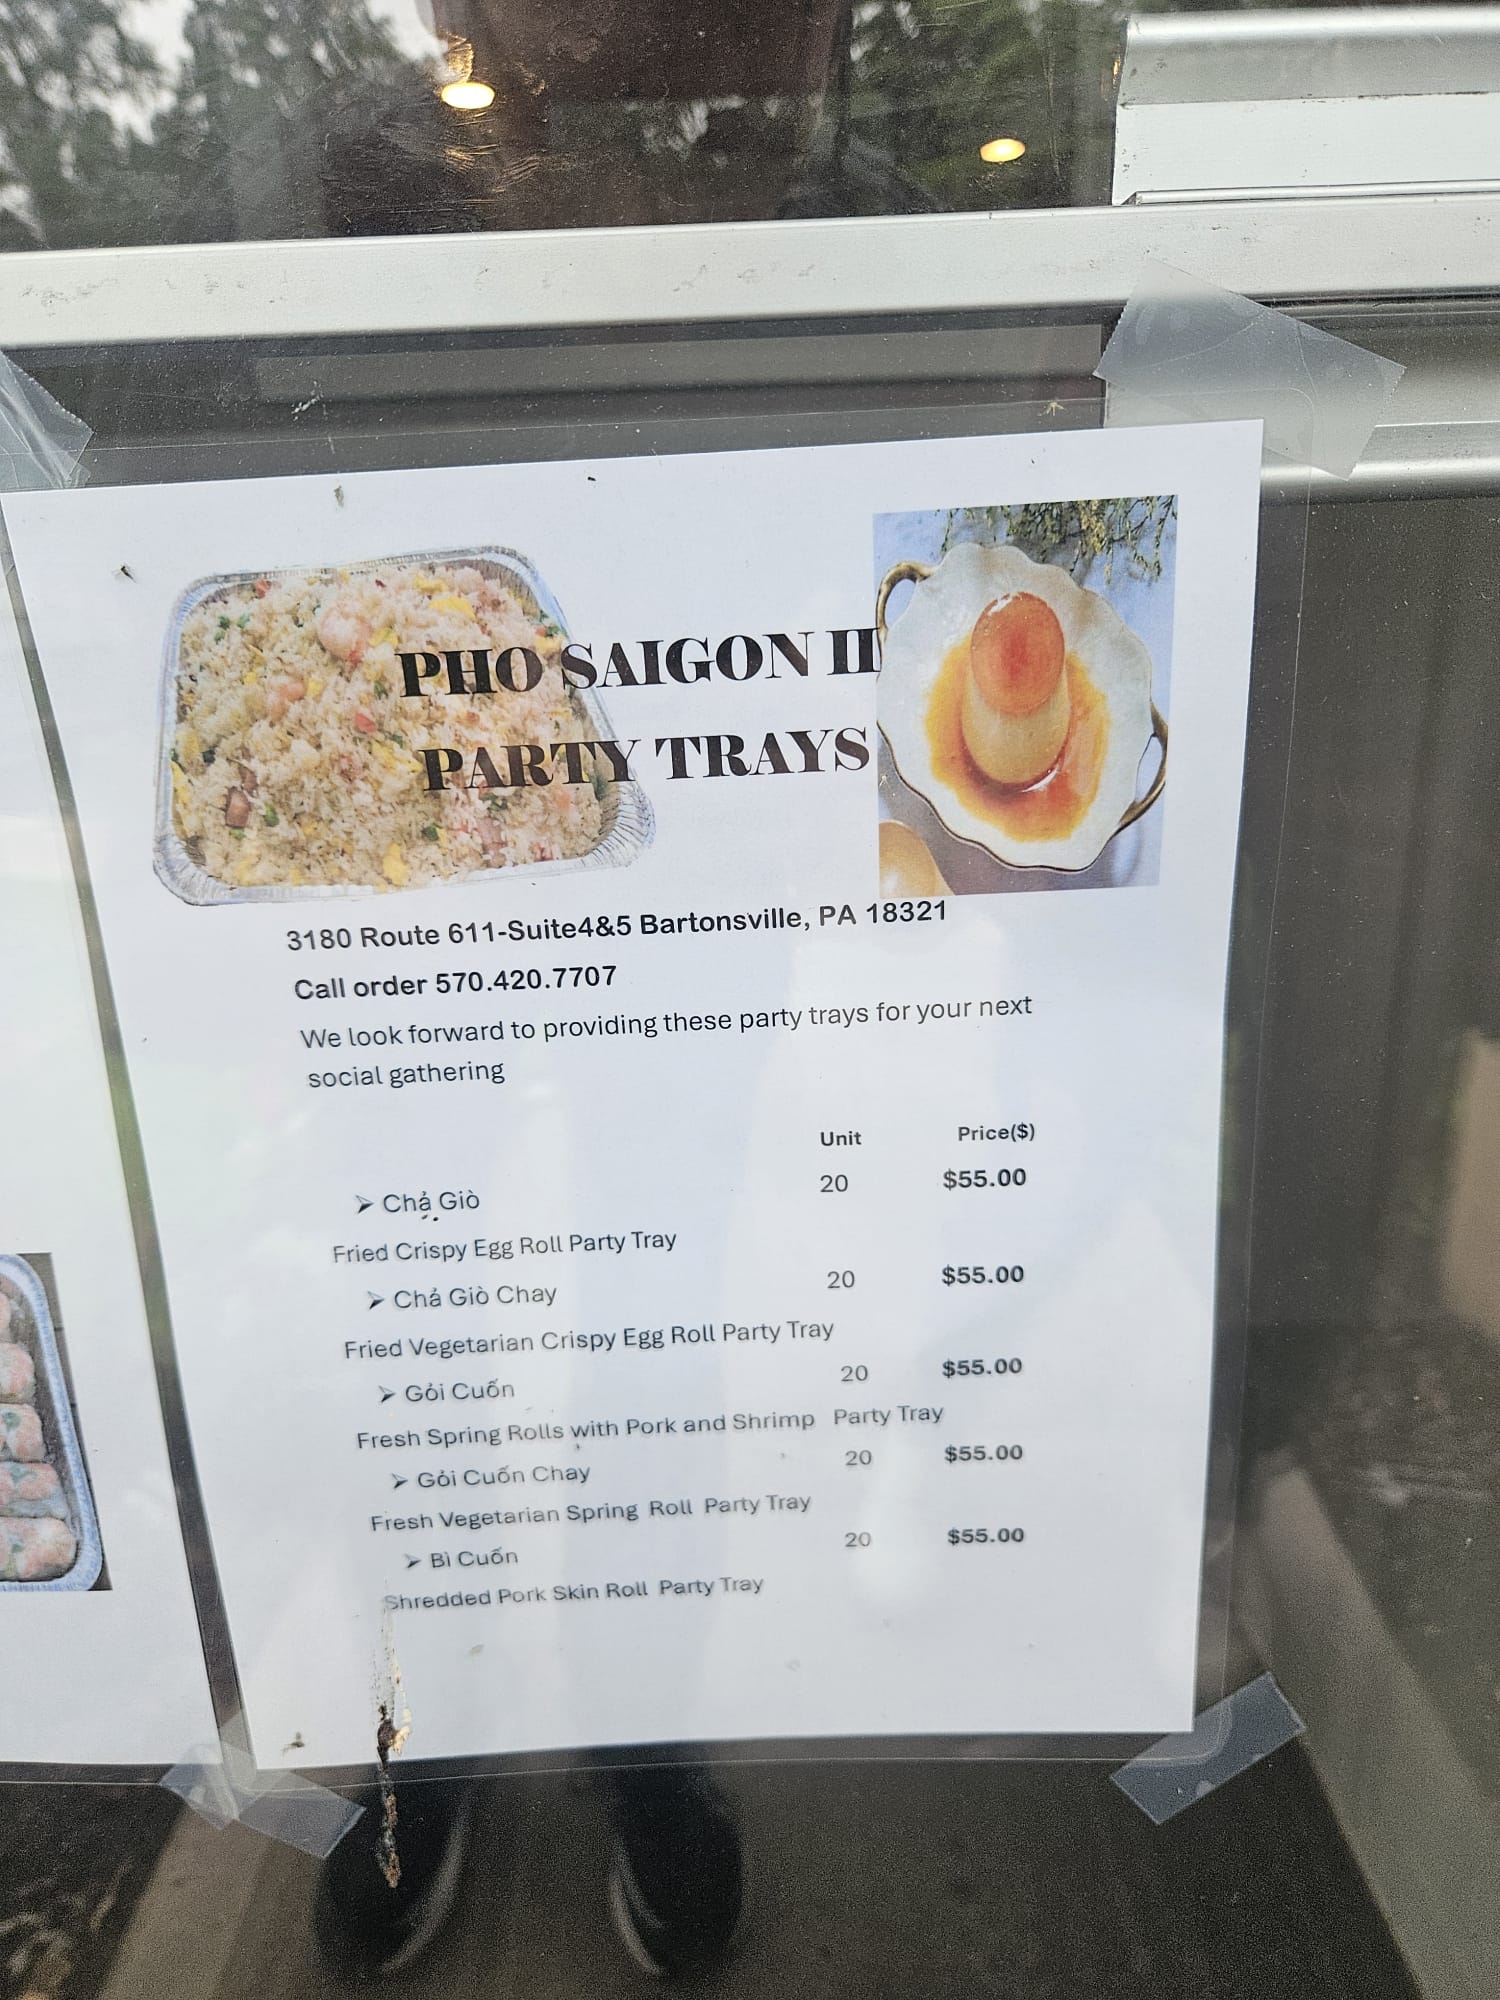 PHO SAIGON II
PARTY TRAYS
3180 Route 611-Suite4&5 Bartonsville, PA 18321
Call order 570.420.7707
We look forward to providing these party trays for your next
social gathering
Unit Price($)
➢ Chả Giò 20 $55.00
Fried Crispy Egg Roll Party Tray
➢ Chả Giò Chay 20 $55.00
Fried Vegetarian Crispy Egg Roll Party Tray
➢ Gỏi Cuốn 20 $55.00
Fresh Spring Rolls with Pork and Shrimp Party Tray
➢ Gỏi Cuốn Chay 20 $55.00
Fresh Vegetarian Spring Roll Party Tray
➢ Bì Cuốn 20 $55.00
Shredded Pork Skin Roll Party Tray